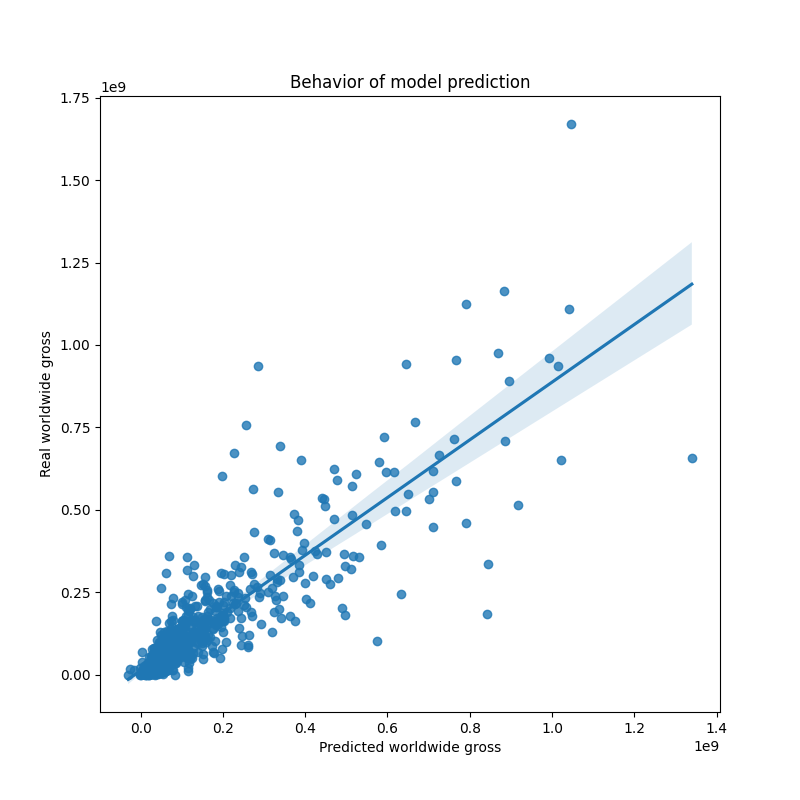 Behavior of model prediction
1e9
1.75
1.50
1.25
1.00
0.75
0.50
0.25
0.00
Real worldwide gross
0.0 0.2 0.4 0.6 0.8 1.0 1.2 1.4
Predicted worldwide gross
1e9